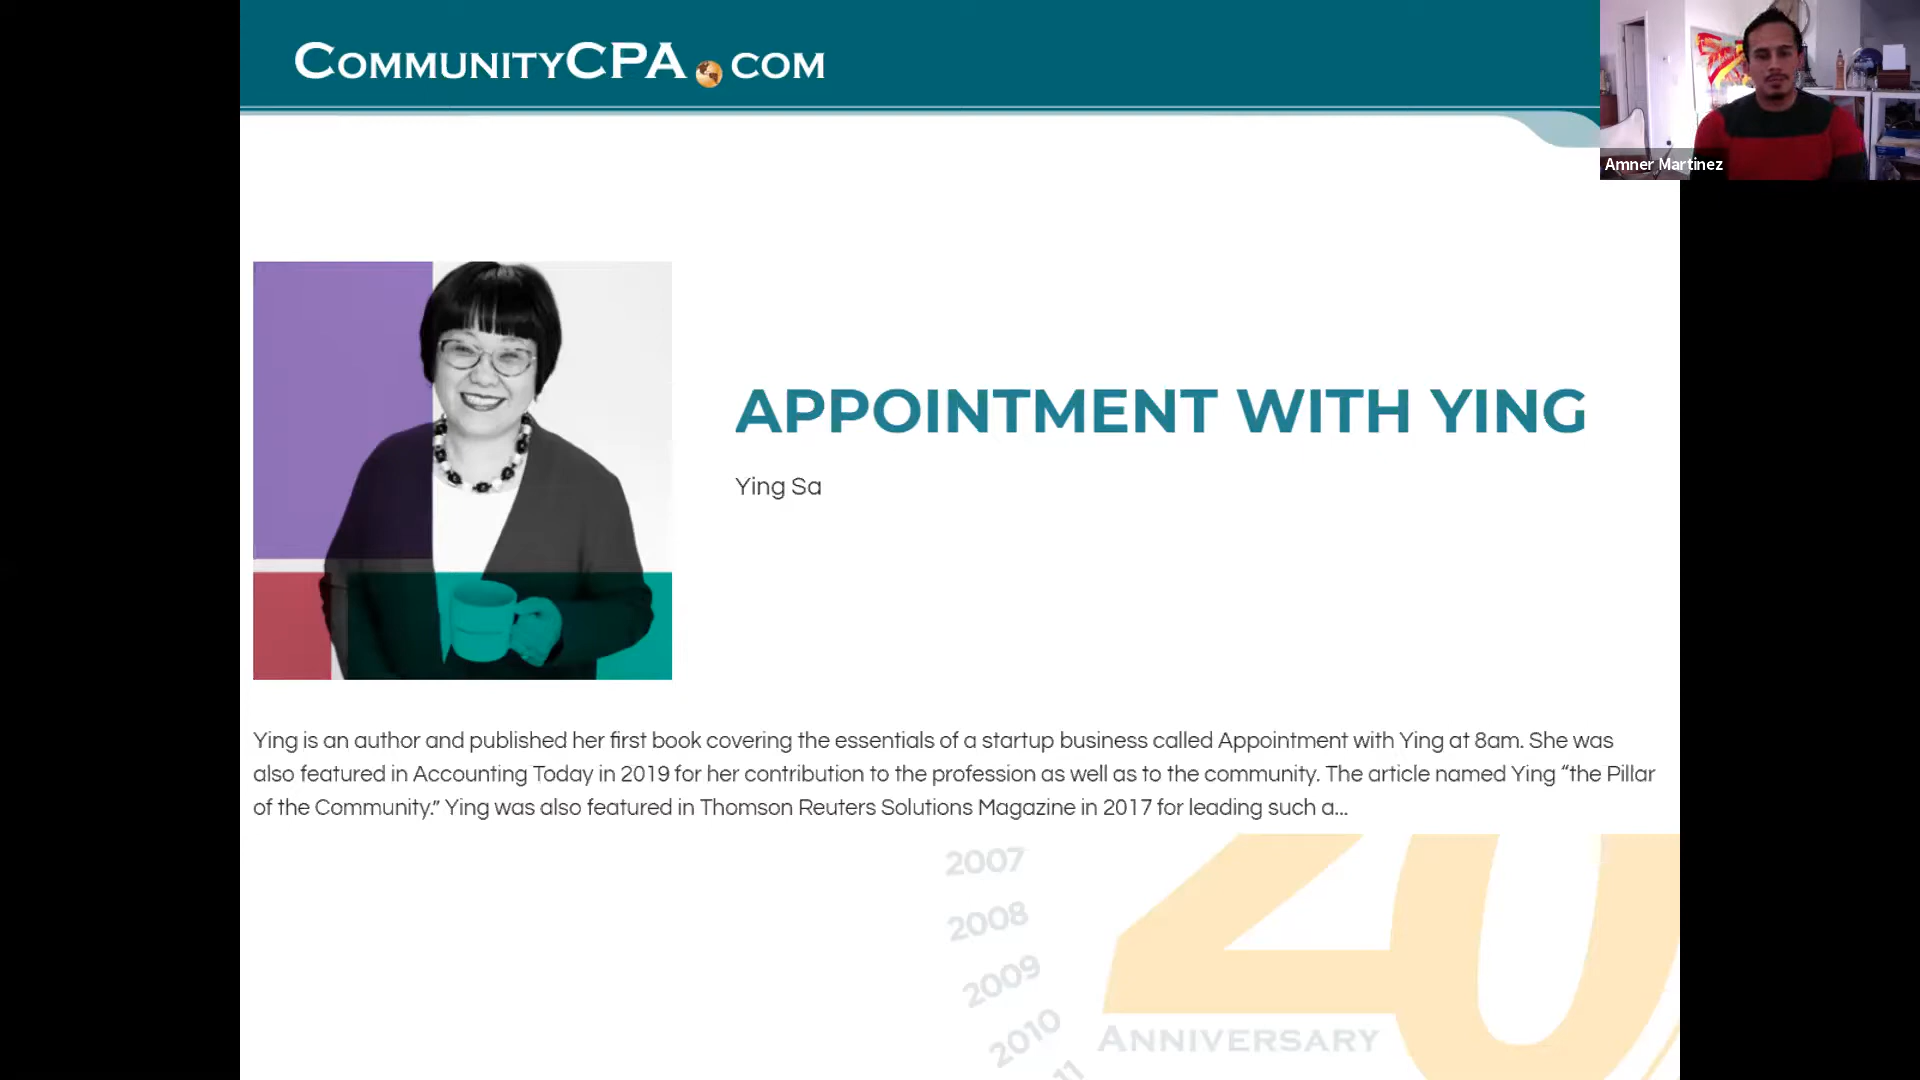 COMMUNITYCPA.COM
Amner Martinez
APPOINTMENT WITH YING
Ying Sa
Ying is an author and published her first book covering the essentials of a startup business called Appointment with Ying at 8am. She was
also featured in Accounting Today in 2019 for her contribution to the profession as well as to the community. The article named Ying “the Pillar
of the Community.” Ying was also featured in Thomson Reuters Solutions Magazine in 2017 for leading such a...
2007
2008
2009
2010
20
ANNIVERSARY